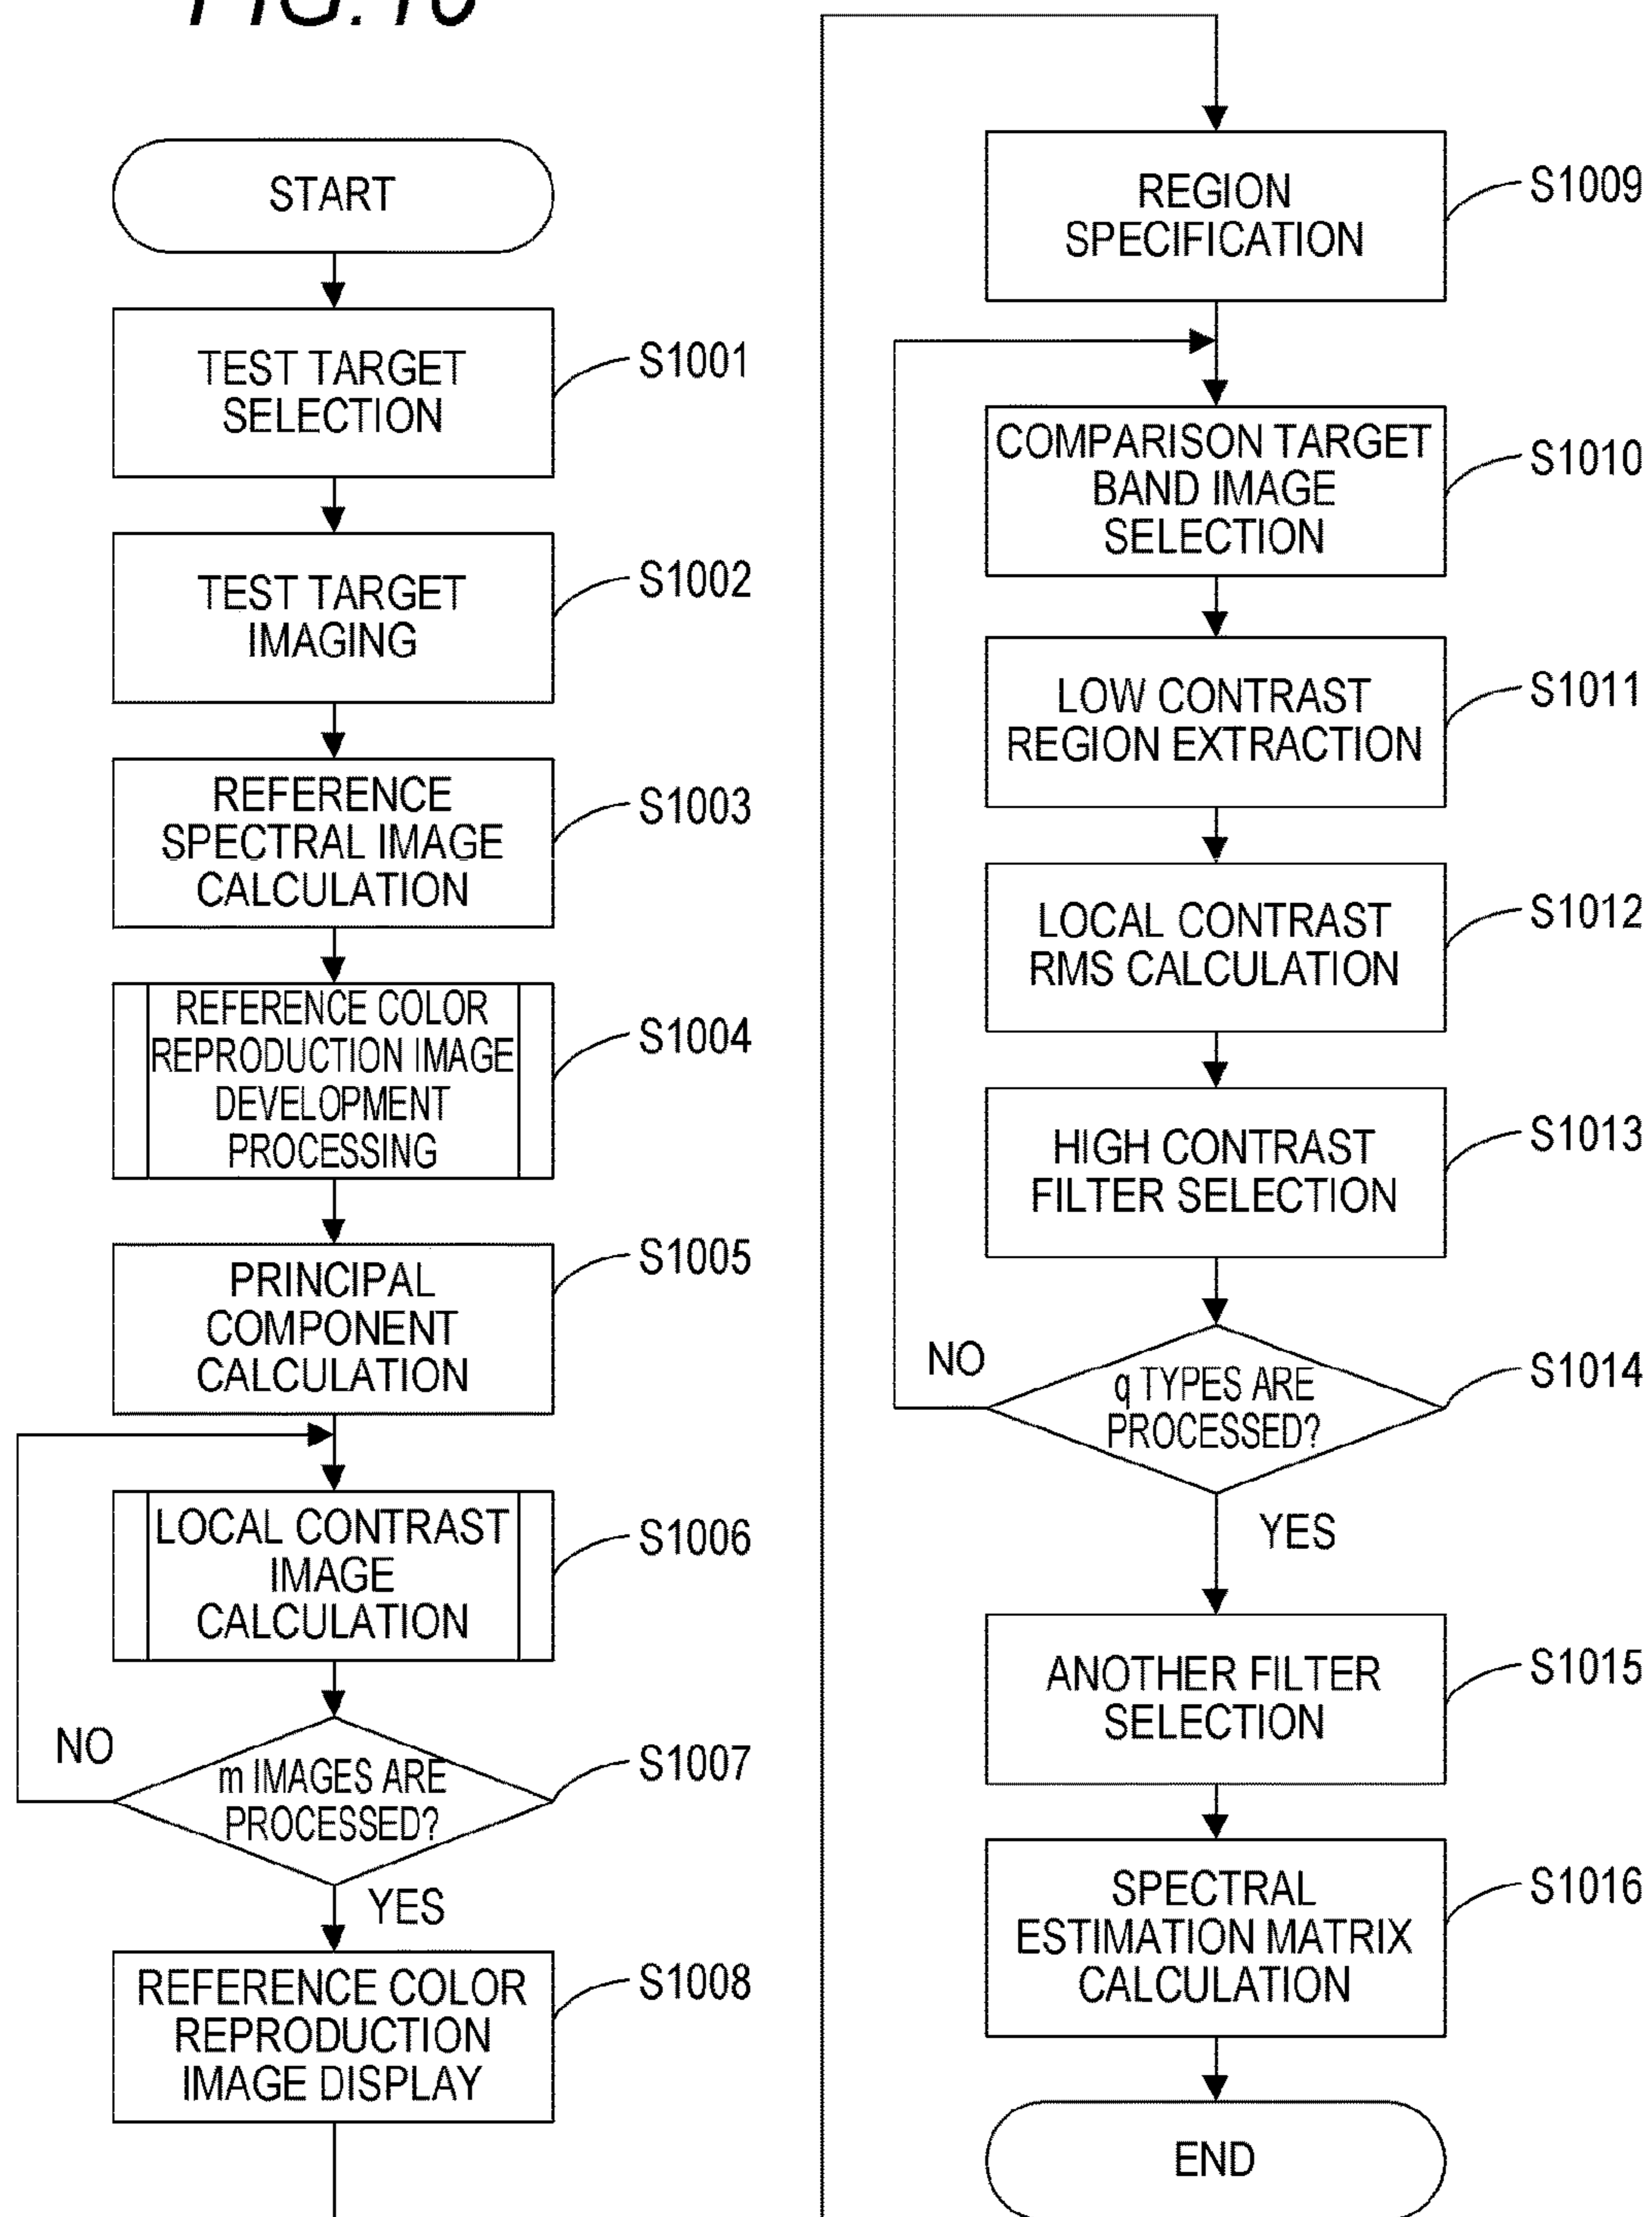 FIG. 10
START
TEST TARGET
SELECTION
S1001
TEST TARGET
IMAGING
S1002
REFERENCE
SPECTRAL IMAGE
CALCULATION
S1003
REFERENCE COLOR
REPRODUCTION IMAGE
DEVELOPMENT
PROCESSING
S1004
PRINCIPAL
COMPONENT
CALCULATION
S1005
LOCAL CONTRAST
IMAGE
CALCULATION
S1006
NO
m IMAGES ARE
PROCESSED?
S1007
YES
REFERENCE COLOR
REPRODUCTION
IMAGE DISPLAY
S1008
REGION
SPECIFICATION
S1009
COMPARISON TARGET
BAND IMAGE
SELECTION
S1010
LOW CONTRAST
REGION EXTRACTION
S1011
LOCAL CONTRAST
RMS CALCULATION
S1012
HIGH CONTRAST
FILTER SELECTION
S1013
NO
q TYPES ARE
PROCESSED?
S1014
YES
ANOTHER FILTER
SELECTION
S1015
SPECTRAL
ESTIMATION MATRIX
CALCULATION
S1016
END